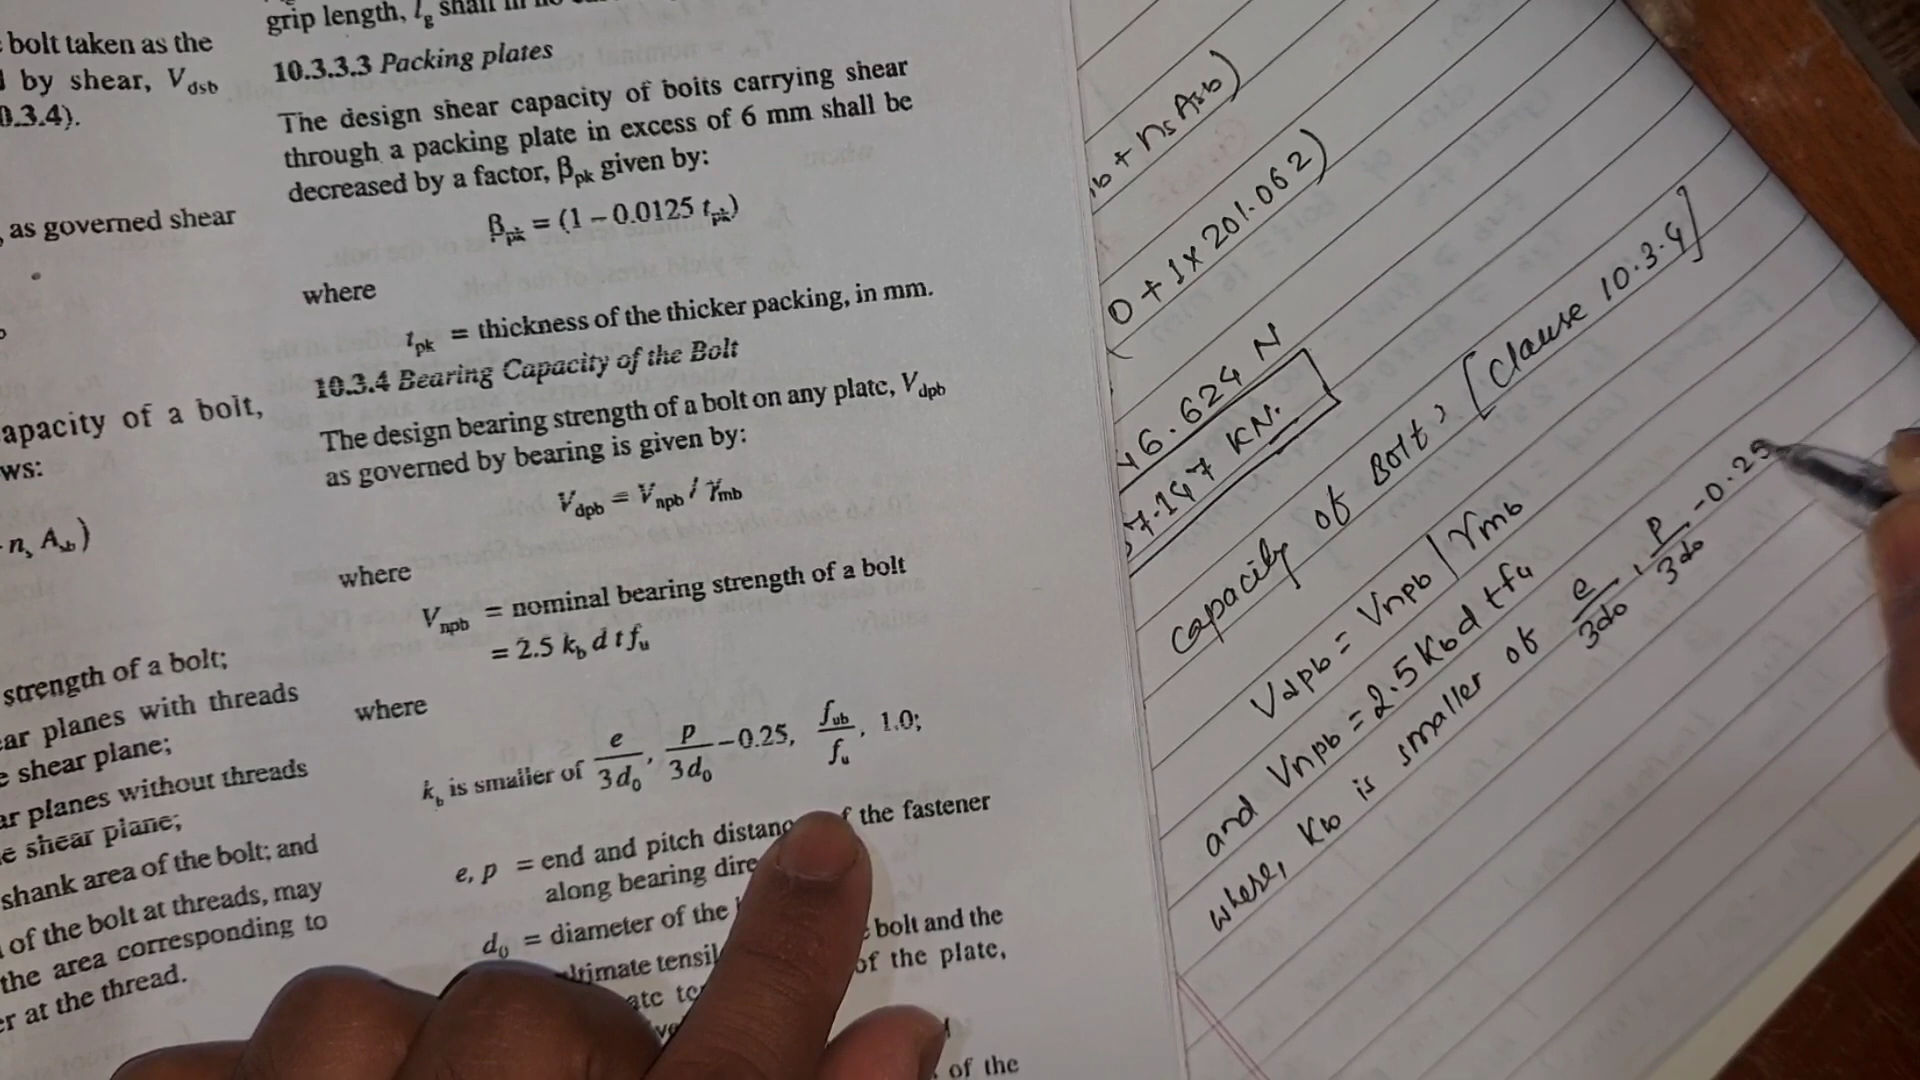 bolt taken as the
by shear, Vdsb
0.3.4).
as governed shear
apacity of a bolt,
ws:
ns Asb)
strength of a bolt;
ar planes with threads
e shear plane;
ar planes without threads
e shear plane;
shank area of the bolt; and
of the bolt at threads, may
the area corresponding to
er at the thread.
grip length, lg shall in no
10.3.3.3 Packing plates
The design shear capacity of bolts carrying shear
through a packing plate in excess of 6 mm shall be
decreased by a factor, βpk given by:
βpk = (1 – 0.0125 tpk)
where
tpk = thickness of the thicker packing, in mm.
10.3.4 Bearing Capacity of the Bolt
The design bearing strength of a bolt on any plate, Vdpb
as governed by bearing is given by:
Vdpb = Vnpb / γmb
where
Vnpb = nominal bearing strength of a bolt
= 2.5 kb d t fu
where
kb is smaller of e/3d0, p/3d0 – 0.25, fub/fu, 1.0;
e, p = end and pitch distanc the fastener
along bearing dire
d0 = diameter of the
ltimate tensil bolt and the
of the plate,
of the
b + ns Asb)
0 + 1 x 201.062)
46.624 N
7.147 KN.
capacity of Bolt, [clause 10.3.4]
Vdpb = Vnpb / γmb
and Vnpb = 2.5 Kb d t fu
where, Kb is smaller of e/3d0, p/3d0 - 0.25